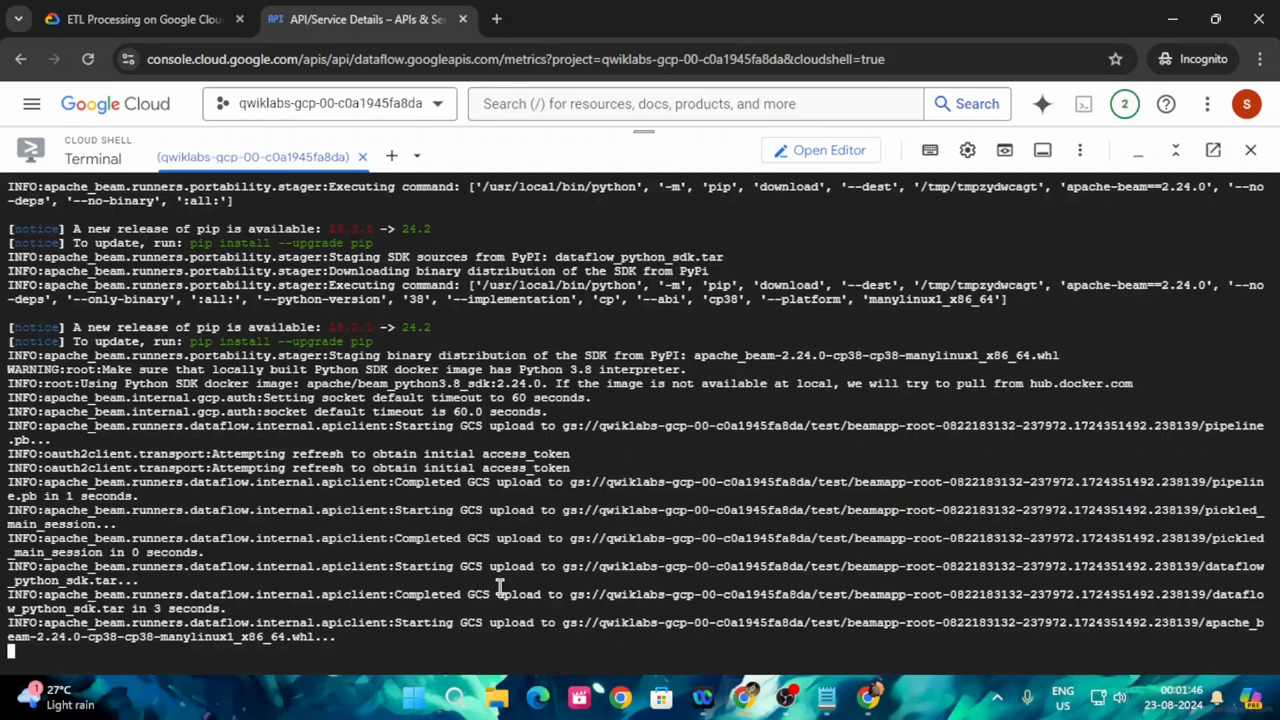 ETL Processing on Google Clou
API API/Service Details – APIs & Se
console.cloud.google.com/apis/api/dataflow.googleapis.com/metrics?project=qwiklabs-gcp-00-c0a1945fa8da&cloudshell=true
Incognito
Google Cloud
qwiklabs-gcp-00-c0a1945fa8da
Search (/) for resources, docs, products, and more
Search
2
S
CLOUD SHELL
Terminal
(qwiklabs-gcp-00-c0a1945fa8da)
Open Editor
INFO:apache_beam.runners.portability.stager:Executing command: ['/usr/local/bin/python', '-m', 'pip', 'download', '--dest', '/tmp/tmpzydwcagt', 'apache-beam==2.24.0', '--no
-deps', '--no-binary', ':all:']
[notice] A new release of pip is available: 23.0.1 -> 24.2
[notice] To update, run: pip install --upgrade pip
INFO:apache_beam.runners.portability.stager:Staging SDK sources from PyPI: dataflow_python_sdk.tar
INFO:apache_beam.runners.portability.stager:Downloading binary distribution of the SDK from PyPi
INFO:apache_beam.runners.portability.stager:Executing command: ['/usr/local/bin/python', '-m', 'pip', 'download', '--dest', '/tmp/tmpzydwcagt', 'apache-beam==2.24.0', '--no
-deps', '--only-binary', ':all:', '--python-version', '38', '--implementation', 'cp', '--abi', 'cp38', '--platform', 'manylinux1_x86_64']
[notice] A new release of pip is available: 23.0.1 -> 24.2
[notice] To update, run: pip install --upgrade pip
INFO:apache_beam.runners.portability.stager:Staging binary distribution of the SDK from PyPI: apache_beam-2.24.0-cp38-cp38-manylinux1_x86_64.whl
WARNING:root:Make sure that locally built Python SDK docker image has Python 3.8 interpreter.
INFO:root:Using Python SDK docker image: apache/beam_python3.8_sdk:2.24.0. If the image is not available at local, we will try to pull from hub.docker.com
INFO:apache_beam.internal.gcp.auth:Setting socket default timeout to 60 seconds.
INFO:apache_beam.internal.gcp.auth:socket default timeout is 60.0 seconds.
INFO:apache_beam.runners.dataflow.internal.apiclient:Starting GCS upload to gs://qwiklabs-gcp-00-c0a1945fa8da/test/beamapp-root-0822183132-237972.1724351492.238139/pipeline
.pb...
INFO:oauth2client.transport:Attempting refresh to obtain initial access_token
INFO:oauth2client.transport:Attempting refresh to obtain initial access_token
INFO:apache_beam.runners.dataflow.internal.apiclient:Completed GCS upload to gs://qwiklabs-gcp-00-c0a1945fa8da/test/beamapp-root-0822183132-237972.1724351492.238139/pipelin
e.pb in 1 seconds.
INFO:apache_beam.runners.dataflow.internal.apiclient:Starting GCS upload to gs://qwiklabs-gcp-00-c0a1945fa8da/test/beamapp-root-0822183132-237972.1724351492.238139/pickled_
main_session...
INFO:apache_beam.runners.dataflow.internal.apiclient:Completed GCS upload to gs://qwiklabs-gcp-00-c0a1945fa8da/test/beamapp-root-0822183132-237972.1724351492.238139/pickled
_main_session in 0 seconds.
INFO:apache_beam.runners.dataflow.internal.apiclient:Starting GCS upload to gs://qwiklabs-gcp-00-c0a1945fa8da/test/beamapp-root-0822183132-237972.1724351492.238139/dataflow
_python_sdk.tar...
INFO:apache_beam.runners.dataflow.internal.apiclient:Completed GCS upload to gs://qwiklabs-gcp-00-c0a1945fa8da/test/beamapp-root-0822183132-237972.1724351492.238139/dataflo
w_python_sdk.tar in 3 seconds.
INFO:apache_beam.runners.dataflow.internal.apiclient:Starting GCS upload to gs://qwiklabs-gcp-00-c0a1945fa8da/test/beamapp-root-0822183132-237972.1724351492.238139/apache_b
eam-2.24.0-cp38-cp38-manylinux1_x86_64.whl...
1
27°C
Light rain
ENG
US
00:01:46
23-08-2024
PRE